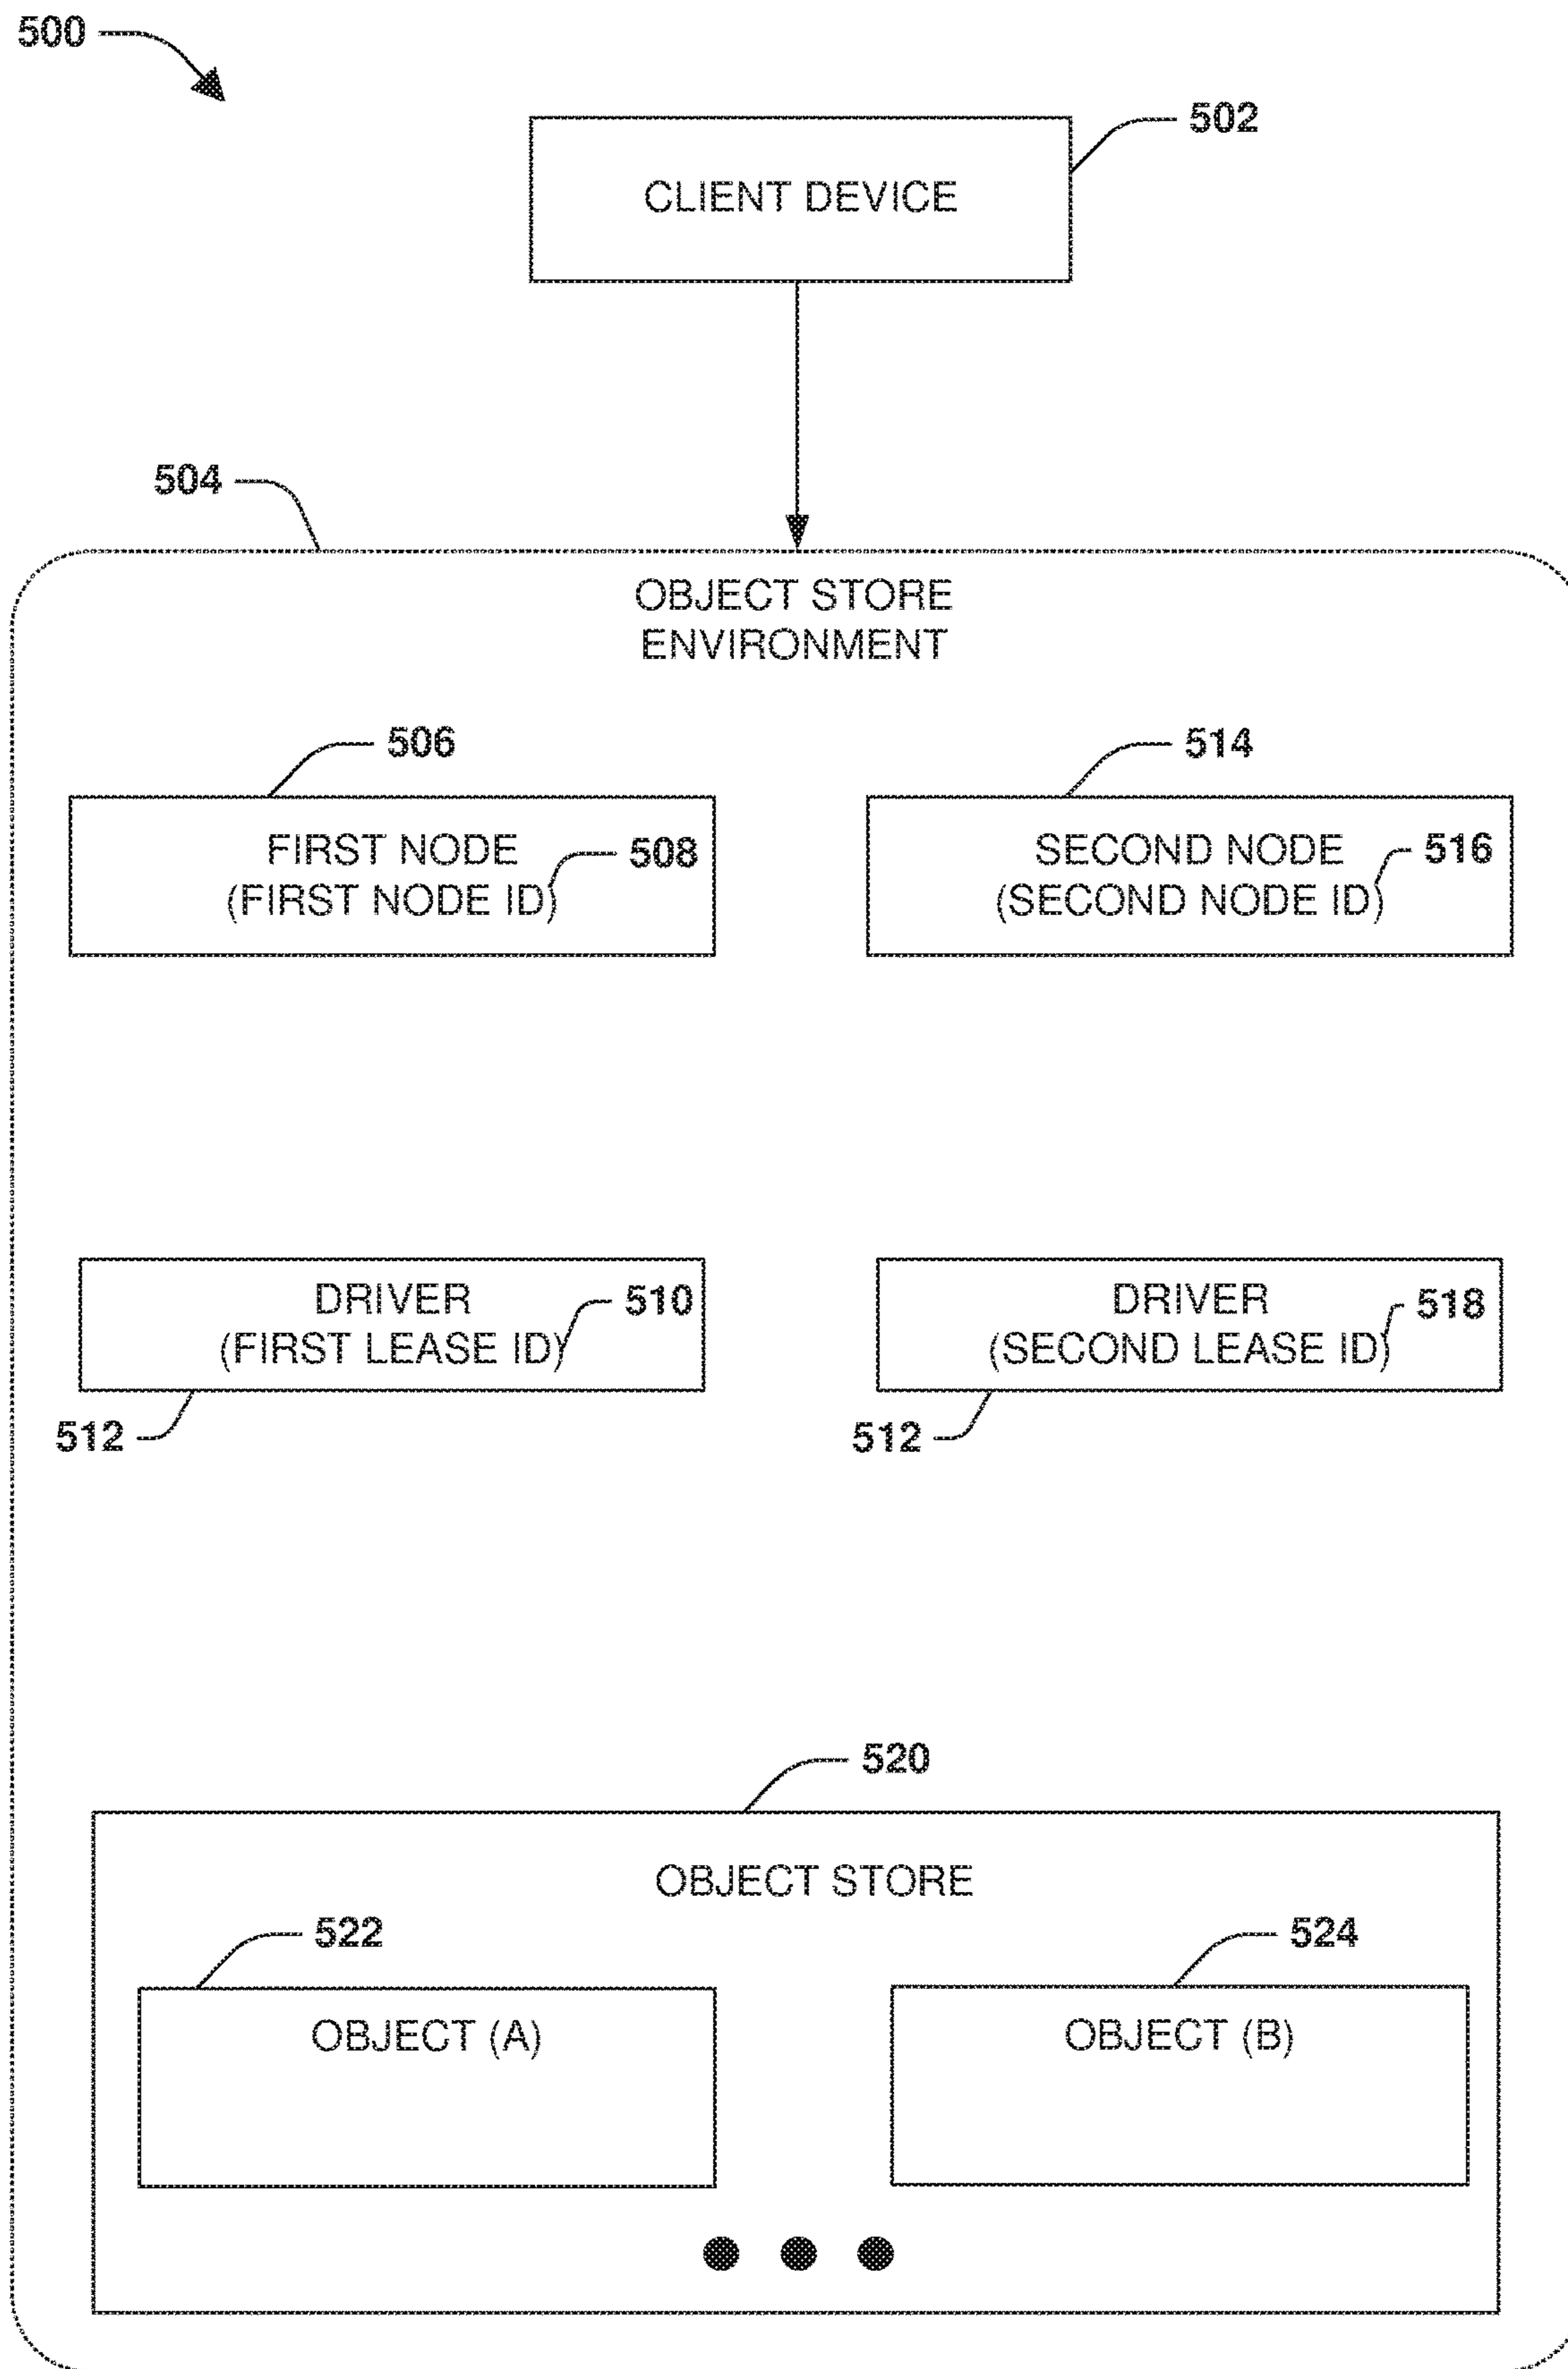 500
502
CLIENT DEVICE
504
OBJECT STORE
ENVIRONMENT
506
514
FIRST NODE
508
(FIRST NODE ID)
SECOND NODE
516
(SECOND NODE ID)
DRIVER
510
(FIRST LEASE ID)
DRIVER
518
(SECOND LEASE ID)
512
512
520
OBJECT STORE
522
524
OBJECT (A)
OBJECT (B)